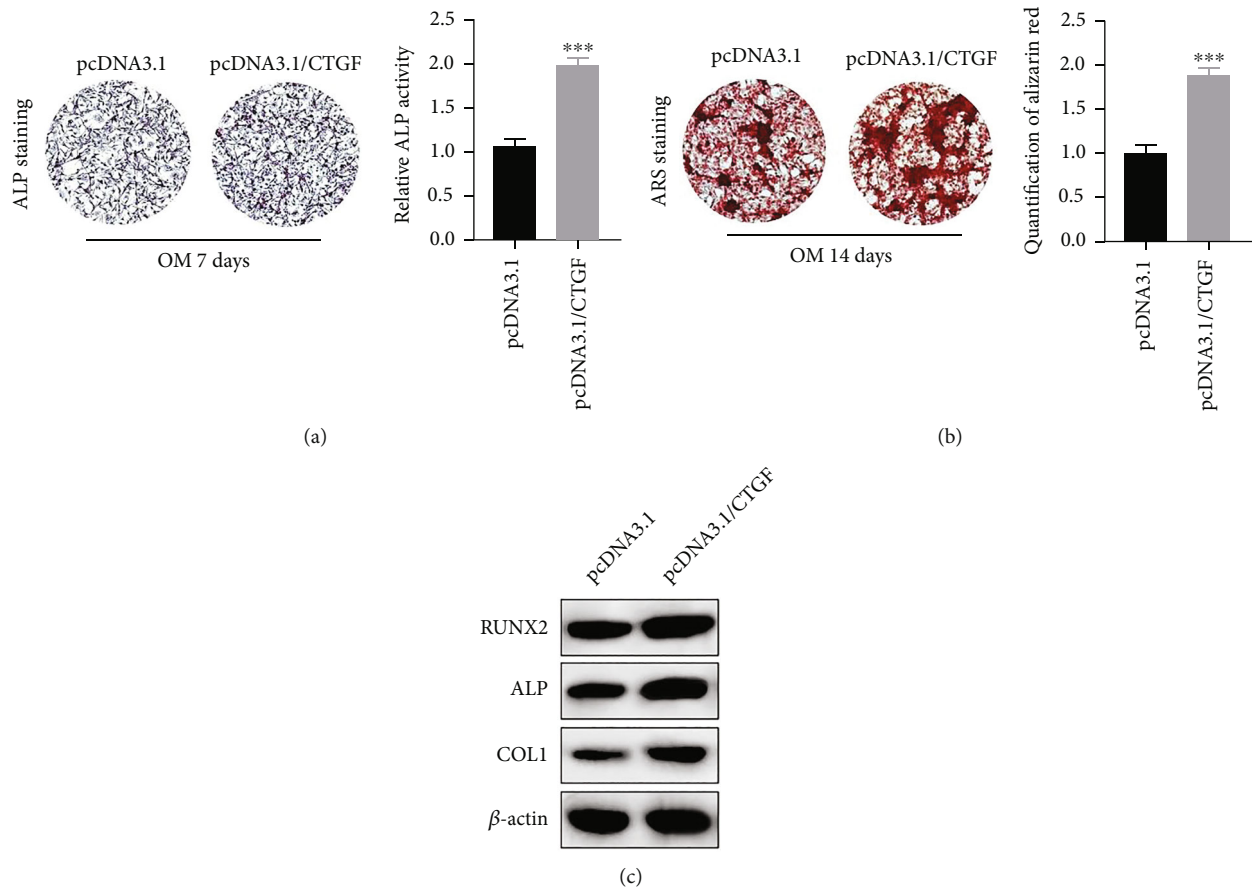 ALP staining
pcDNA3.1
pcDNA3.1/CTGF
OM 7 days
Relative ALP activity
2.5
2.0
1.5
1.0
0.5
0.0
***
pcDNA3.1
pcDNA3.1/CTGF
(a)
ARS staining
pcDNA3.1
pcDNA3.1/CTGF
OM 14 days
Quantification of alizarin red
2.5
2.0
1.5
1.0
0.5
0.0
***
pcDNA3.1
pcDNA3.1/CTGF
(b)
pcDNA3.1
pcDNA3.1/CTGF
RUNX2
ALP
COL1
β-actin
(c)